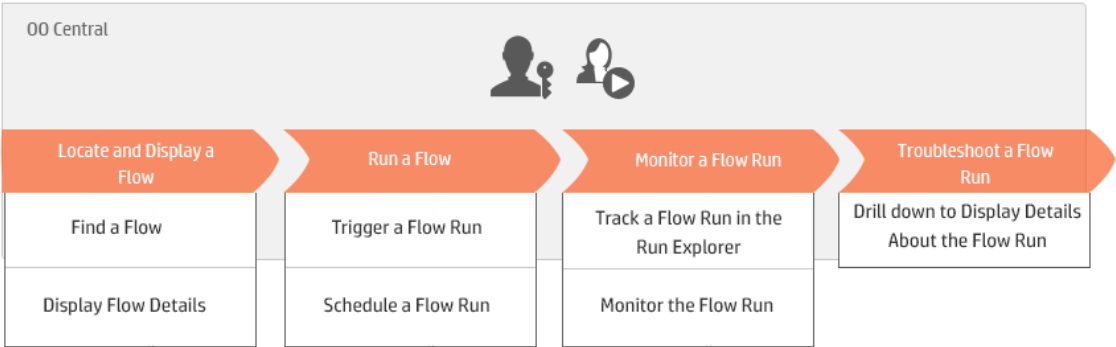 OO Central
Locate and Display a
Flow
Run a Flow
Monitor a Flow Run
Troubleshoot a Flow
Run
Find a Flow
Display Flow Details
Trigger a Flow Run
Schedule a Flow Run
Track a Flow Run in the
Run Explorer
Monitor the Flow Run
Drill down to Display Details
About the Flow Run